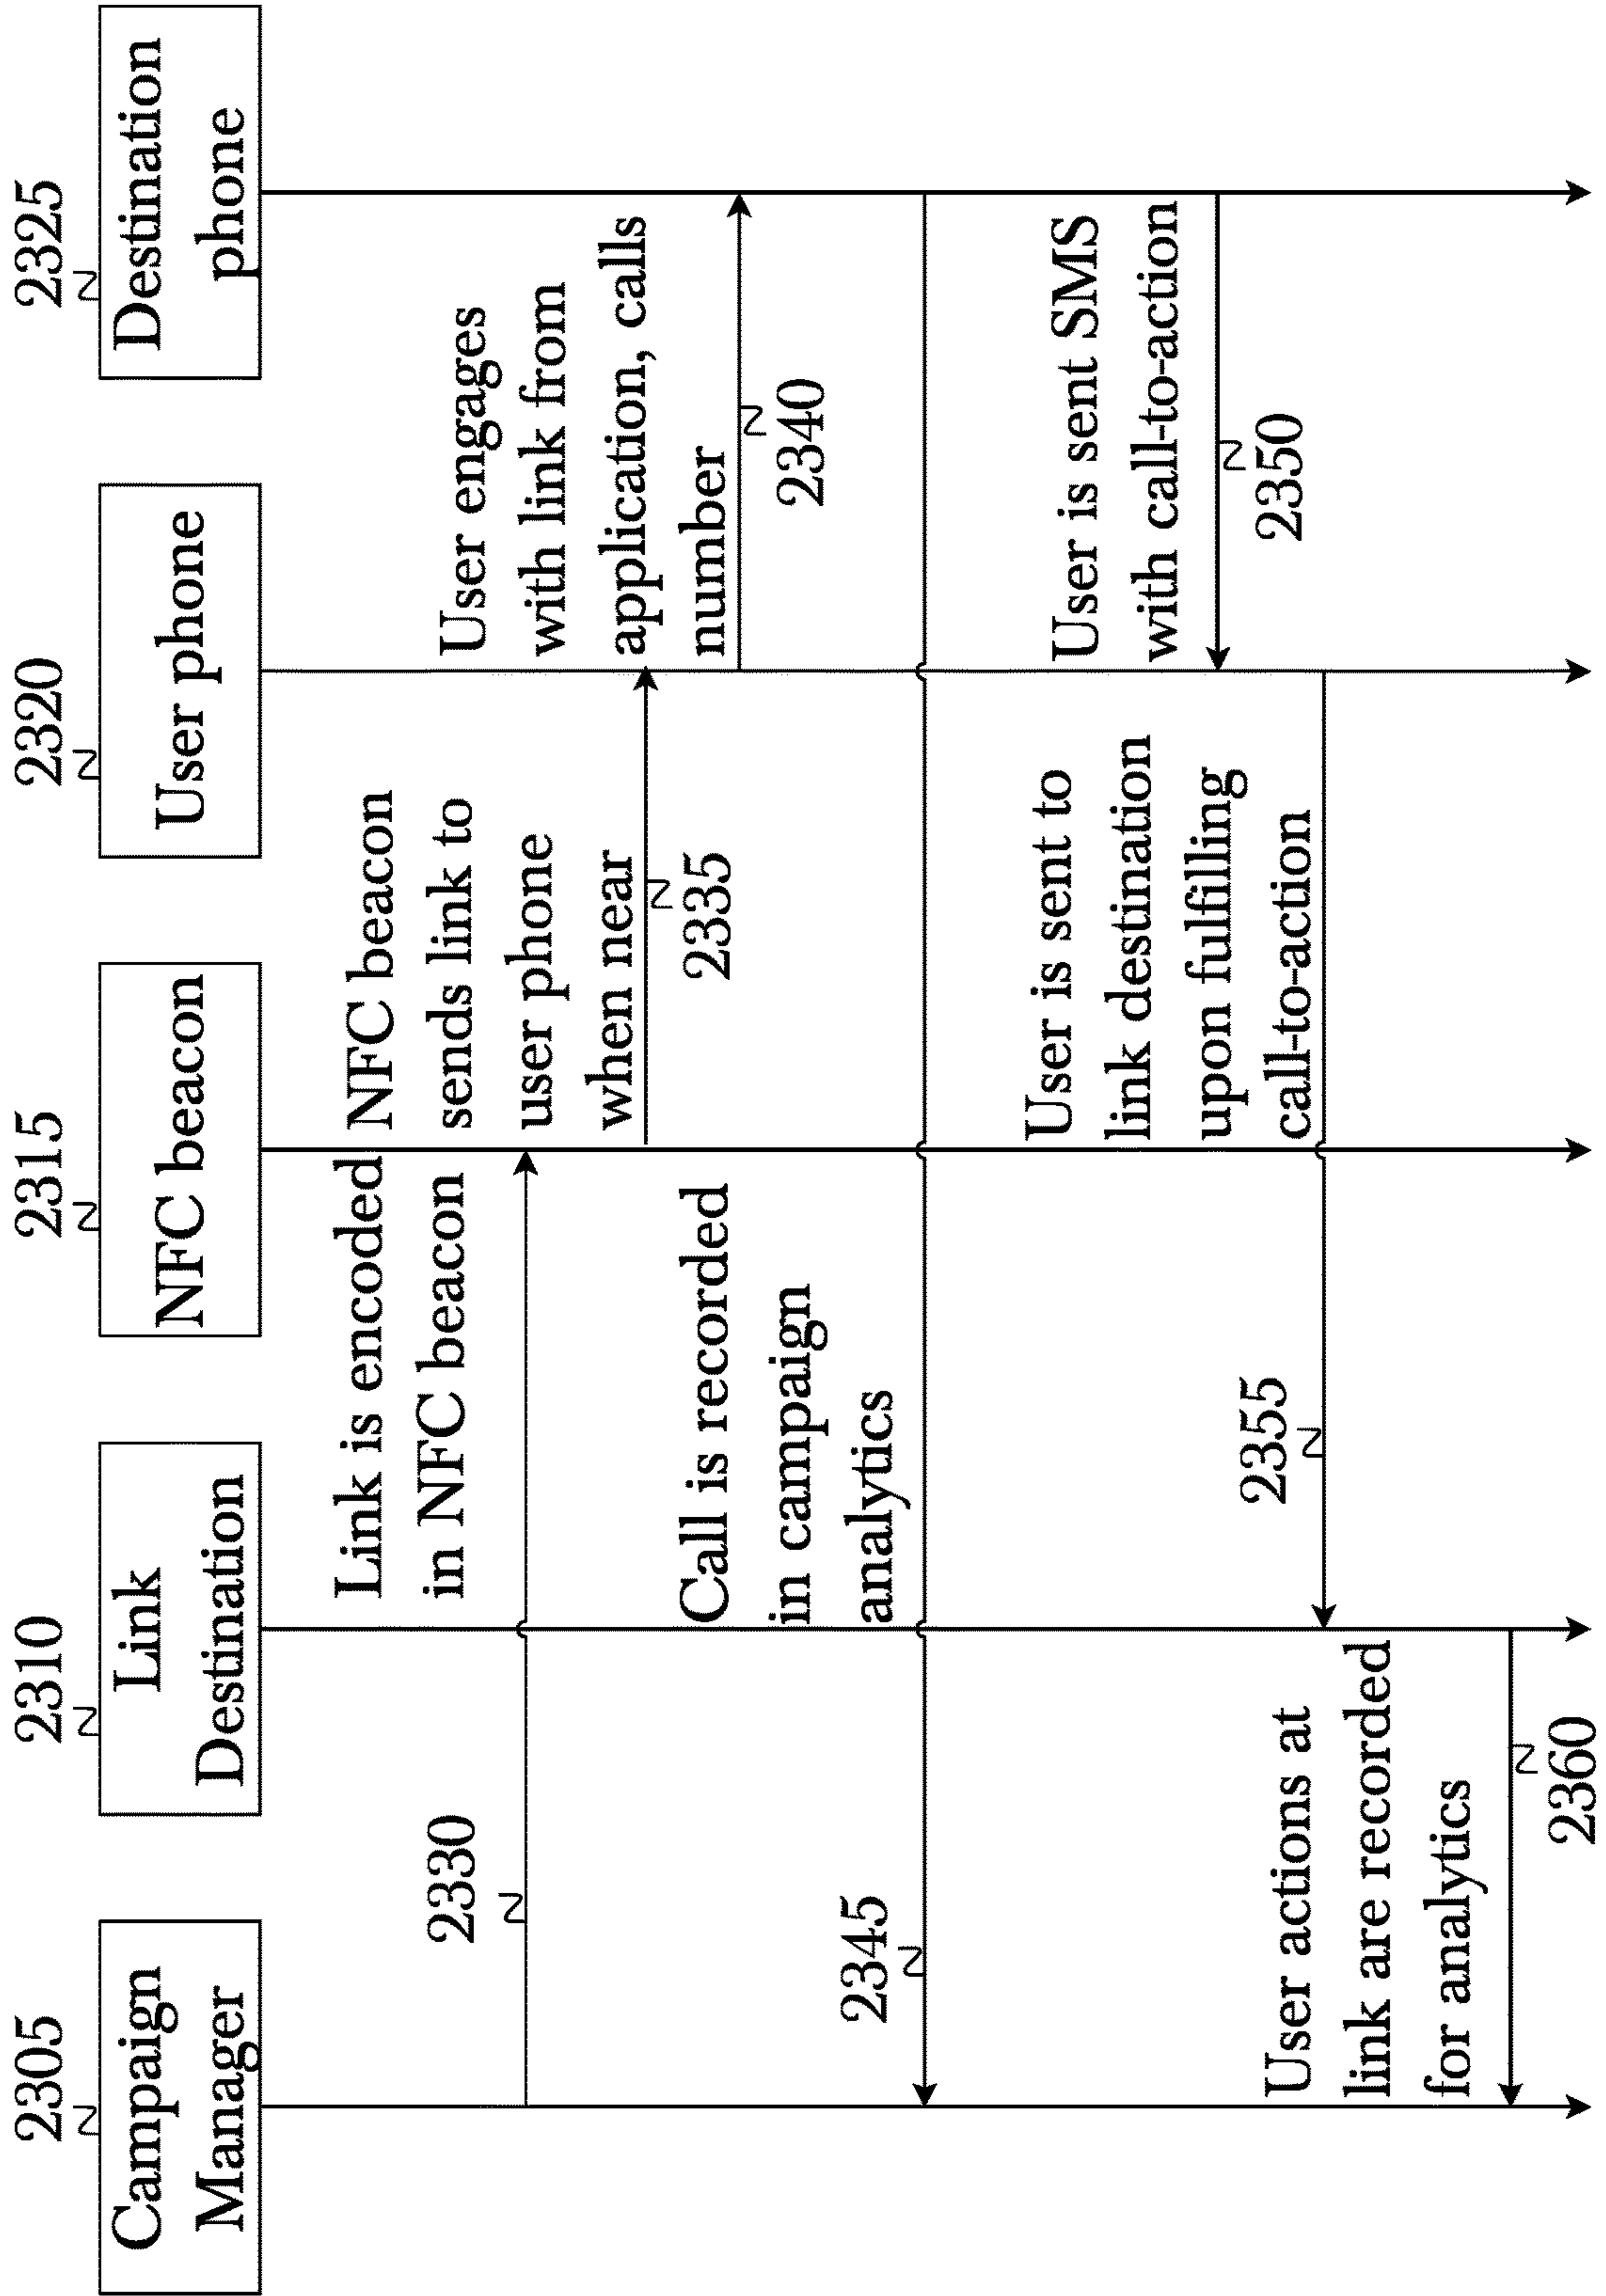 2305
Campaign
Manager
2310
Link
Destination
2315
NFC beacon
2320
User phone
2325
Destination
phone
Link is encoded
in NFC beacon
2330
NFC beacon
sends link to
user phone
when near
2335
User engages
with link from
application, calls
number
2340
Call is recorded
in campaign
analytics
2345
User is sent SMS
with call-to-action
2350
User is sent to
link destination
upon fulfilling
call-to-action
2355
User actions at
link are recorded
for analytics
2360